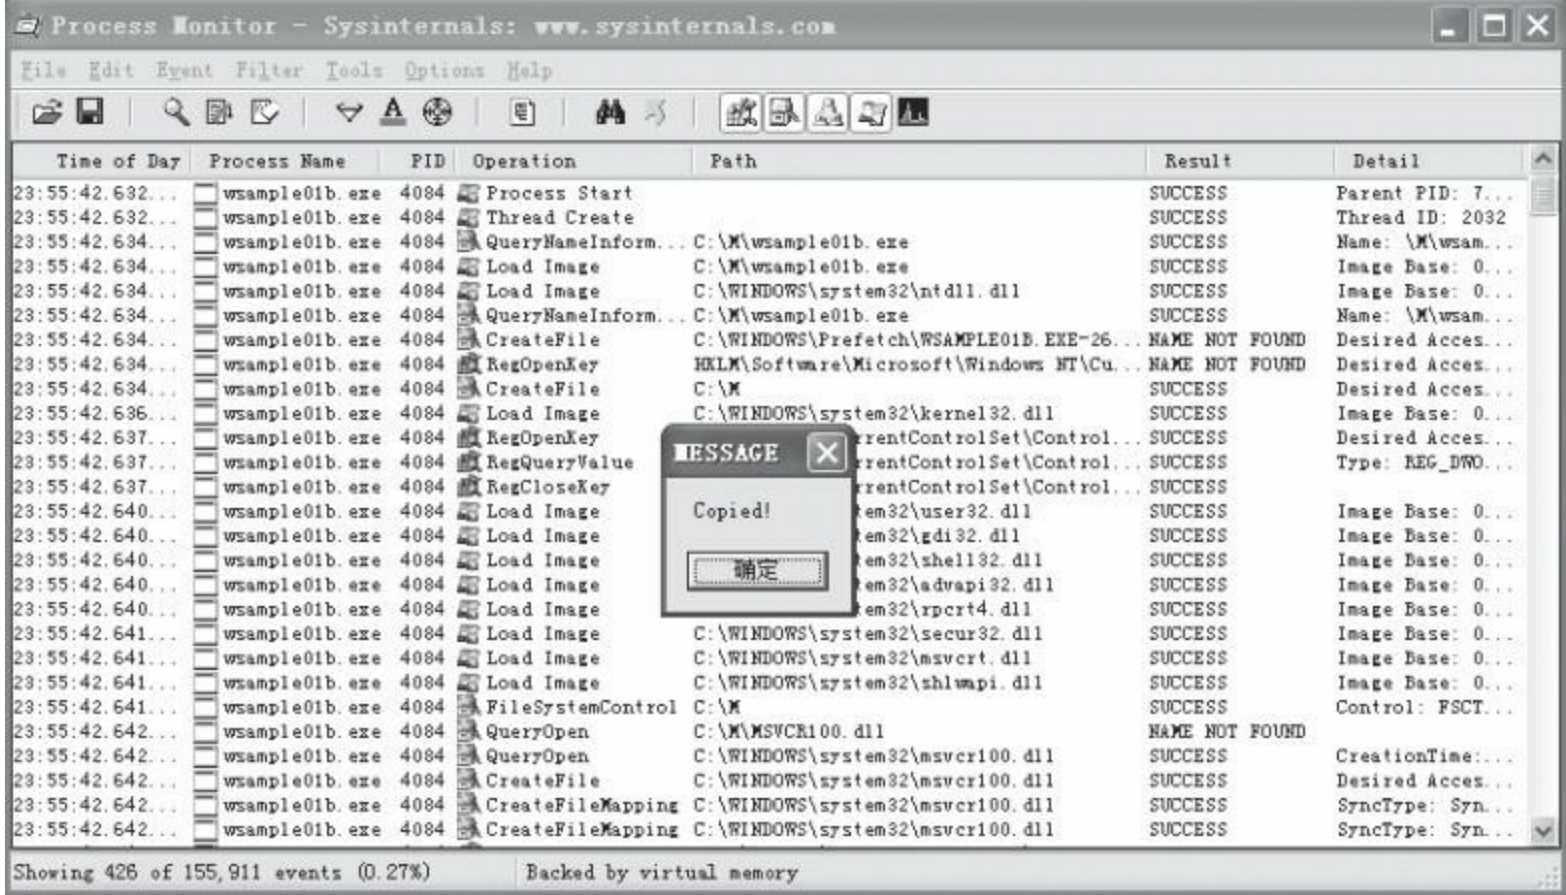 Process Monitor - Sysinternals: www.sysinternals.com
File Edit Event Filter Tools Options Help
Time of Day Process Name PID Operation Path Result Detail
23:55:42.632... wsample01b.exe 4084 Process Start SUCCESS Parent PID: 7...
23:55:42.632... wsample01b.exe 4084 Thread Create SUCCESS Thread ID: 2032
23:55:42.634... wsample01b.exe 4084 QueryNameInform... C:\M\wsample01b.exe SUCCESS Name: \M\wsam...
23:55:42.634... wsample01b.exe 4084 Load Image C:\M\wsample01b.exe SUCCESS Image Base: 0...
23:55:42.634... wsample01b.exe 4084 Load Image C:\WINDOWS\system32\ntdll.dll SUCCESS Image Base: 0...
23:55:42.634... wsample01b.exe 4084 QueryNameInform... C:\M\wsample01b.exe SUCCESS Name: \M\wsam...
23:55:42.634... wsample01b.exe 4084 CreateFile C:\WINDOWS\Prefetch\WSAMPLE01B.EXE-26... NAME NOT FOUND Desired Acces...
23:55:42.634... wsample01b.exe 4084 RegOpenKey HKLM\Software\Microsoft\Windows NT\Cu... NAME NOT FOUND Desired Acces...
23:55:42.634... wsample01b.exe 4084 CreateFile C:\M SUCCESS Desired Acces...
23:55:42.636... wsample01b.exe 4084 Load Image C:\WINDOWS\system32\kernel32.dll SUCCESS Image Base: 0...
23:55:42.637... wsample01b.exe 4084 RegOpenKey rrentControlSet\Control... SUCCESS Desired Acces...
23:55:42.637... wsample01b.exe 4084 RegQueryValue rrentControlSet\Control... SUCCESS Type: REG_DWO...
23:55:42.637... wsample01b.exe 4084 RegCloseKey rrentControlSet\Control... SUCCESS
23:55:42.640... wsample01b.exe 4084 Load Image tem32\user32.dll SUCCESS Image Base: 0...
23:55:42.640... wsample01b.exe 4084 Load Image tem32\gdi32.dll SUCCESS Image Base: 0...
23:55:42.640... wsample01b.exe 4084 Load Image tem32\shell32.dll SUCCESS Image Base: 0...
23:55:42.640... wsample01b.exe 4084 Load Image tem32\advapi32.dll SUCCESS Image Base: 0...
23:55:42.640... wsample01b.exe 4084 Load Image tem32\rpcrt4.dll SUCCESS Image Base: 0...
23:55:42.641... wsample01b.exe 4084 Load Image C:\WINDOWS\system32\secur32.dll SUCCESS Image Base: 0...
23:55:42.641... wsample01b.exe 4084 Load Image C:\WINDOWS\system32\msvcrt.dll SUCCESS Image Base: 0...
23:55:42.641... wsample01b.exe 4084 Load Image C:\WINDOWS\system32\shlwapi.dll SUCCESS Image Base: 0...
23:55:42.641... wsample01b.exe 4084 FileSystemControl C:\M SUCCESS Control: FSCT...
23:55:42.642... wsample01b.exe 4084 QueryOpen C:\M\MSVCR100.dll NAME NOT FOUND
23:55:42.642... wsample01b.exe 4084 QueryOpen C:\WINDOWS\system32\msvcr100.dll SUCCESS CreationTime:...
23:55:42.642... wsample01b.exe 4084 CreateFile C:\WINDOWS\system32\msvcr100.dll SUCCESS Desired Acces...
23:55:42.642... wsample01b.exe 4084 CreateFileMapping C:\WINDOWS\system32\msvcr100.dll SUCCESS SyncType: Syn...
23:55:42.642... wsample01b.exe 4084 CreateFileMapping C:\WINDOWS\system32\msvcr100.dll SUCCESS SyncType: Syn...
MESSAGE
Copied!
确定
Showing 426 of 155,911 events (0.27%) Backed by virtual memory